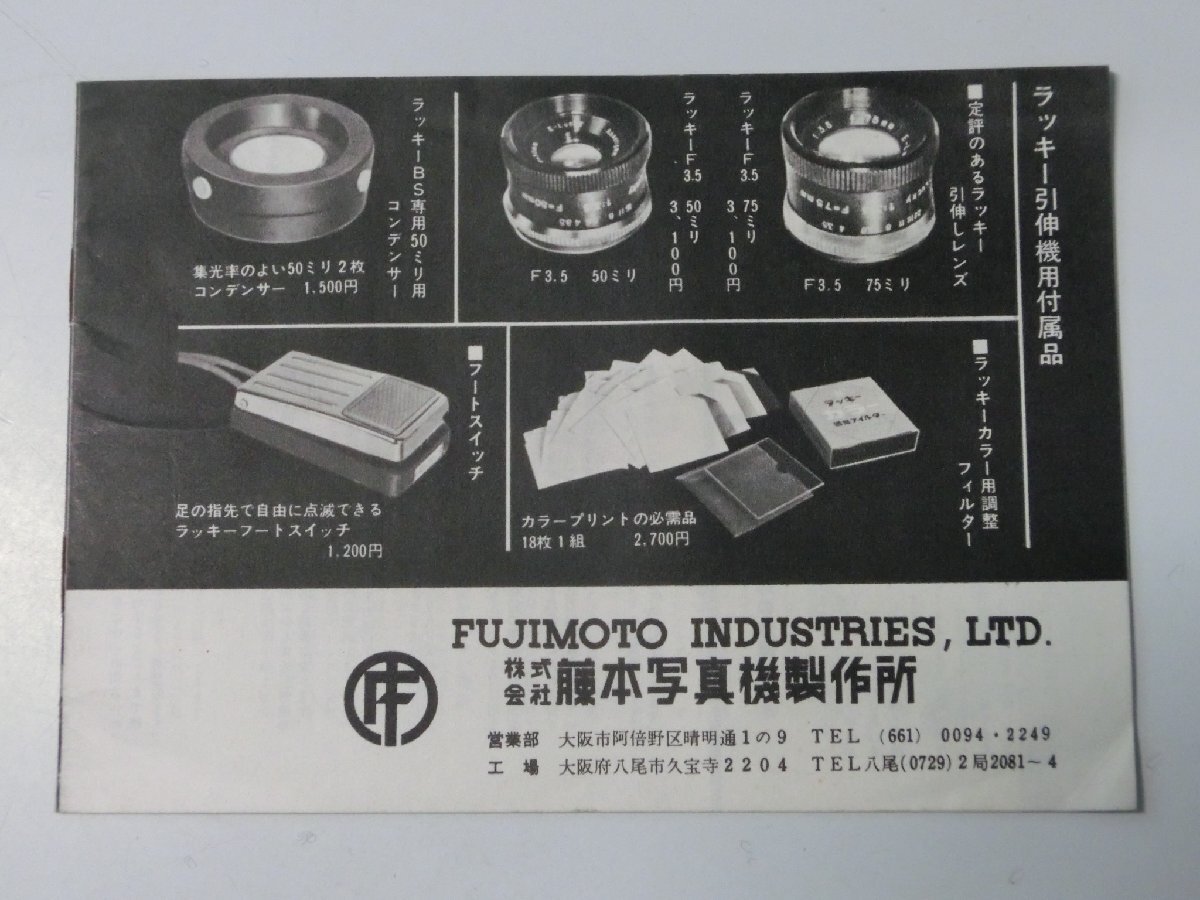 ラッキー引伸機用付属品
■定評のあるラッキー
引伸しレンズ
F3.5 75ミリ
ラッキーF3.5 75ミリ 3,100円
ラッキーF3.5 50ミリ 3,100円
F3.5 50ミリ
ラッキーBS専用50ミリ用
コンデンサー
集光率のよい50ミリ2枚
コンデンサー 1,500円
■ラッキーカラー用調整
フィルター
ラッキー
カラープリントの必需品
18枚1組 2,700円
■フートスイッチ
足の指先で自由に点滅できる
ラッキーフートスイッチ
1,200円
FUJIMOTO INDUSTRIES, LTD.
株式会社 藤本写真機製作所
営業部 大阪市阿倍野区晴明通1の9 TEL (661) 0094・2249
工場 大阪府八尾市久宝寺2204 TEL八尾(0729)2局2081～4